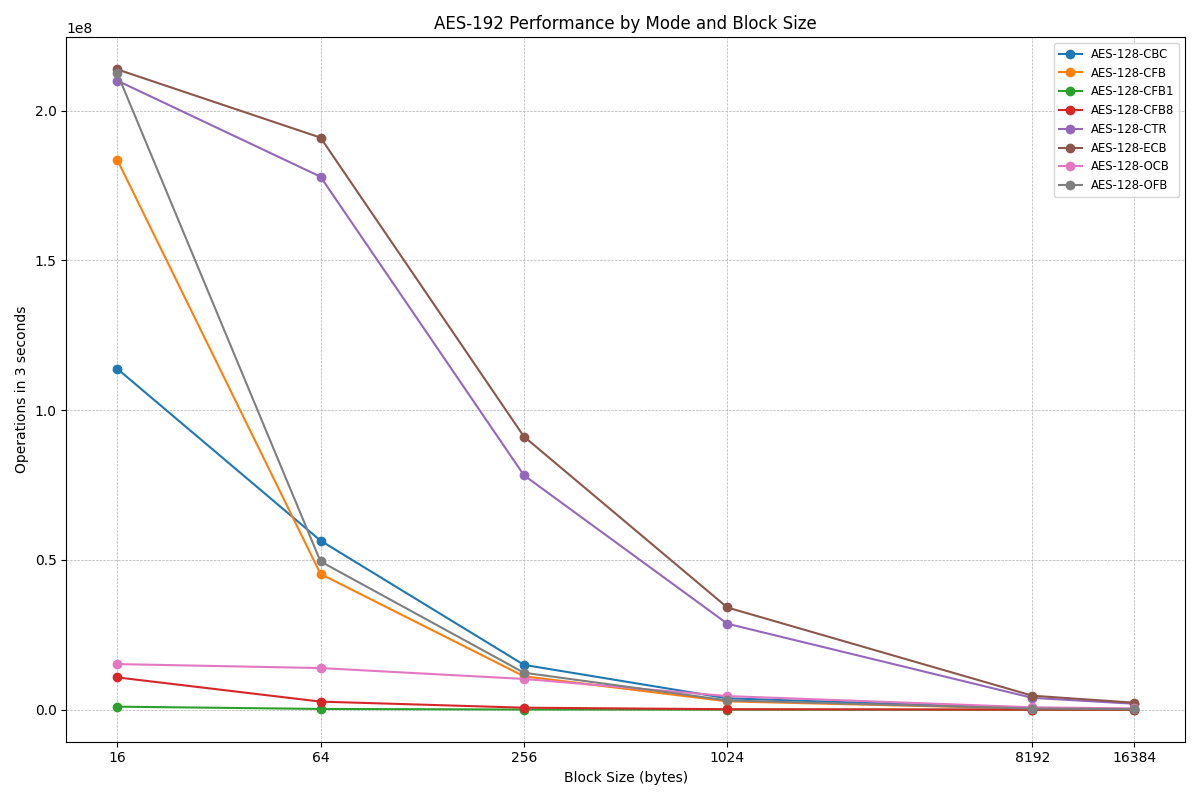 AES-192 Performance by Mode and Block Size
1e8
2.0
1.5
1.0
0.5
0.0
Operations in 3 seconds
16 64 256 1024 8192 16384
Block Size (bytes)
AES-128-CBC
AES-128-CFB
AES-128-CFB1
AES-128-CFB8
AES-128-CTR
AES-128-ECB
AES-128-OCB
AES-128-OFB